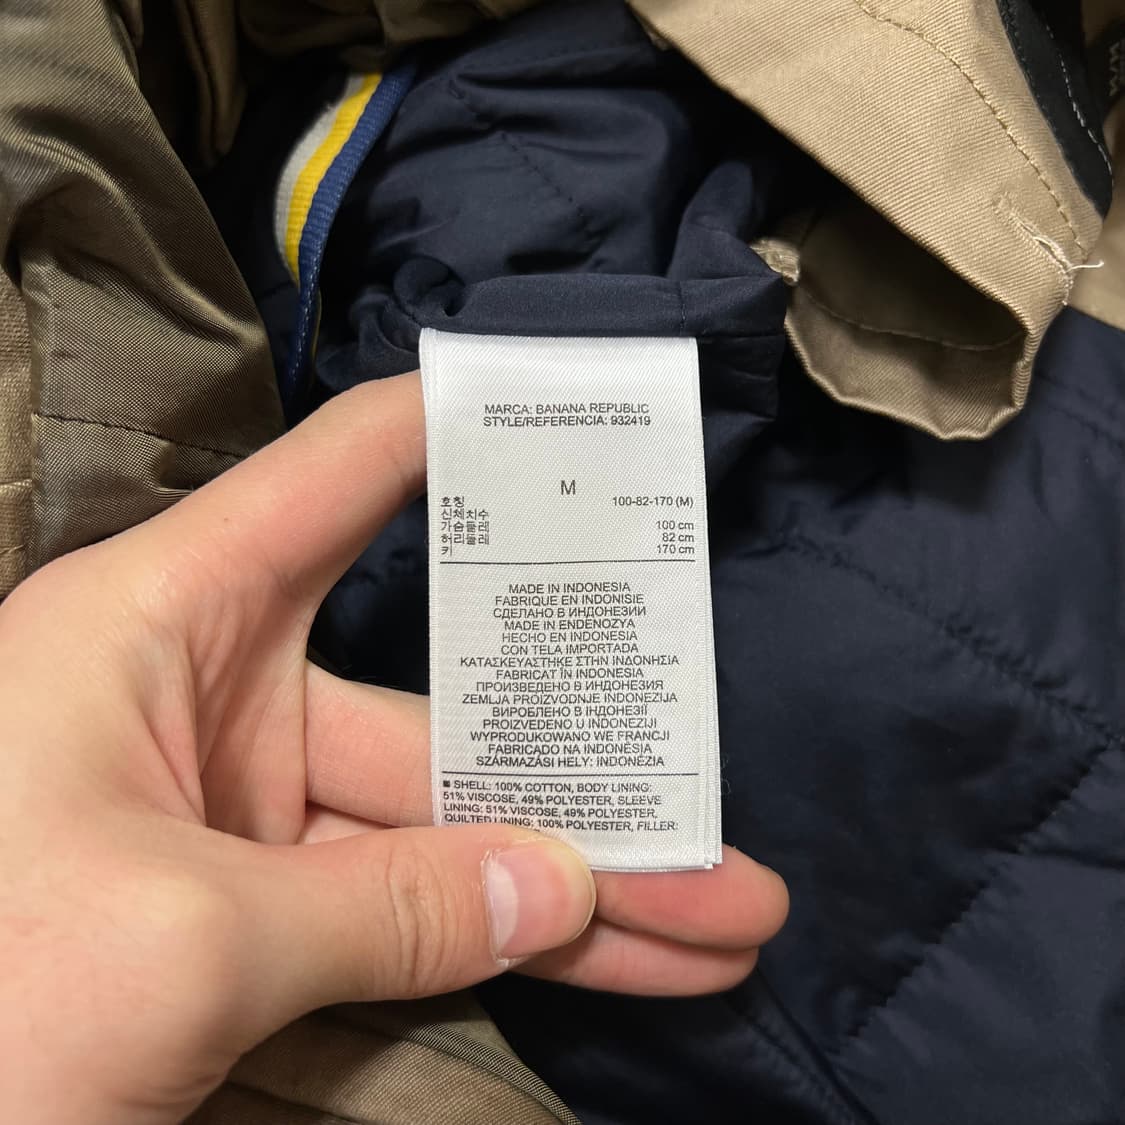 MARCA: BANANA REPUBLIC
STYLE/REFERENCIA: 932419
M
호칭 100-82-170 (M)
신체치수
가슴둘레 100 cm
허리둘레 82 cm
키 170 cm
MADE IN INDONESIA
FABRIQUE EN INDONISIE
СДЕЛАНО В ИНДОНЕЗИИ
MADE IN ENDENOZYA
HECHO EN INDONESIA
CON TELA IMPORTADA
ΚΑΤΑΣΚΕΥΑΣΤΗΚΕ ΣΤΗΝ ΙΝΔΟΝΗΣΙΑ
FABRICAT ÎN INDONESIA
ПРОИЗВЕДЕНО В ИНДОНЕЗИЯ
ZEMLJA PROIZVODNJE INDONEZIJA
ВИРОБЛЕНО В ІНДОНЕЗІЇ
PROIZVEDENO U INDONEZIJI
WYPRODUKOWANO WE FRANCJI
FABRICADO NA INDONÉSIA
SZÁRMAZÁSI HELY: INDONÉZIA
■ SHELL: 100% COTTON, BODY LINING:
51% VISCOSE, 49% POLYESTER, SLEEVE
LINING: 51% VISCOSE, 49% POLYESTER,
QUILTED LINING: 100% POLYESTER, FILLER: